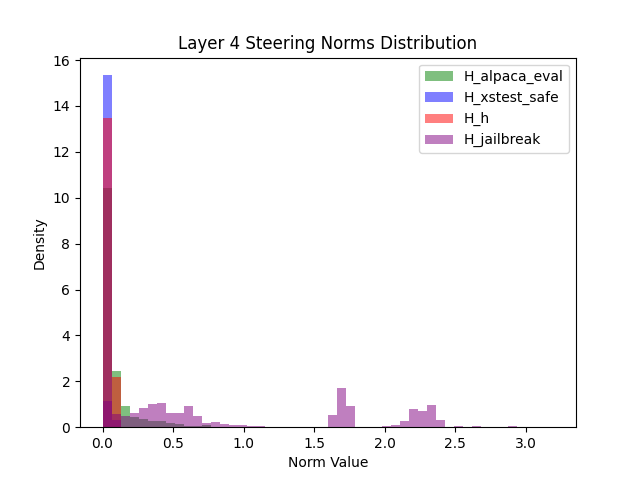 Layer 4 Steering Norms Distribution
16
14
12
10
8
6
4
2
0
Density
H_alpaca_eval
H_xstest_safe
H_h
H_jailbreak
0.0 0.5 1.0 1.5 2.0 2.5 3.0
Norm Value